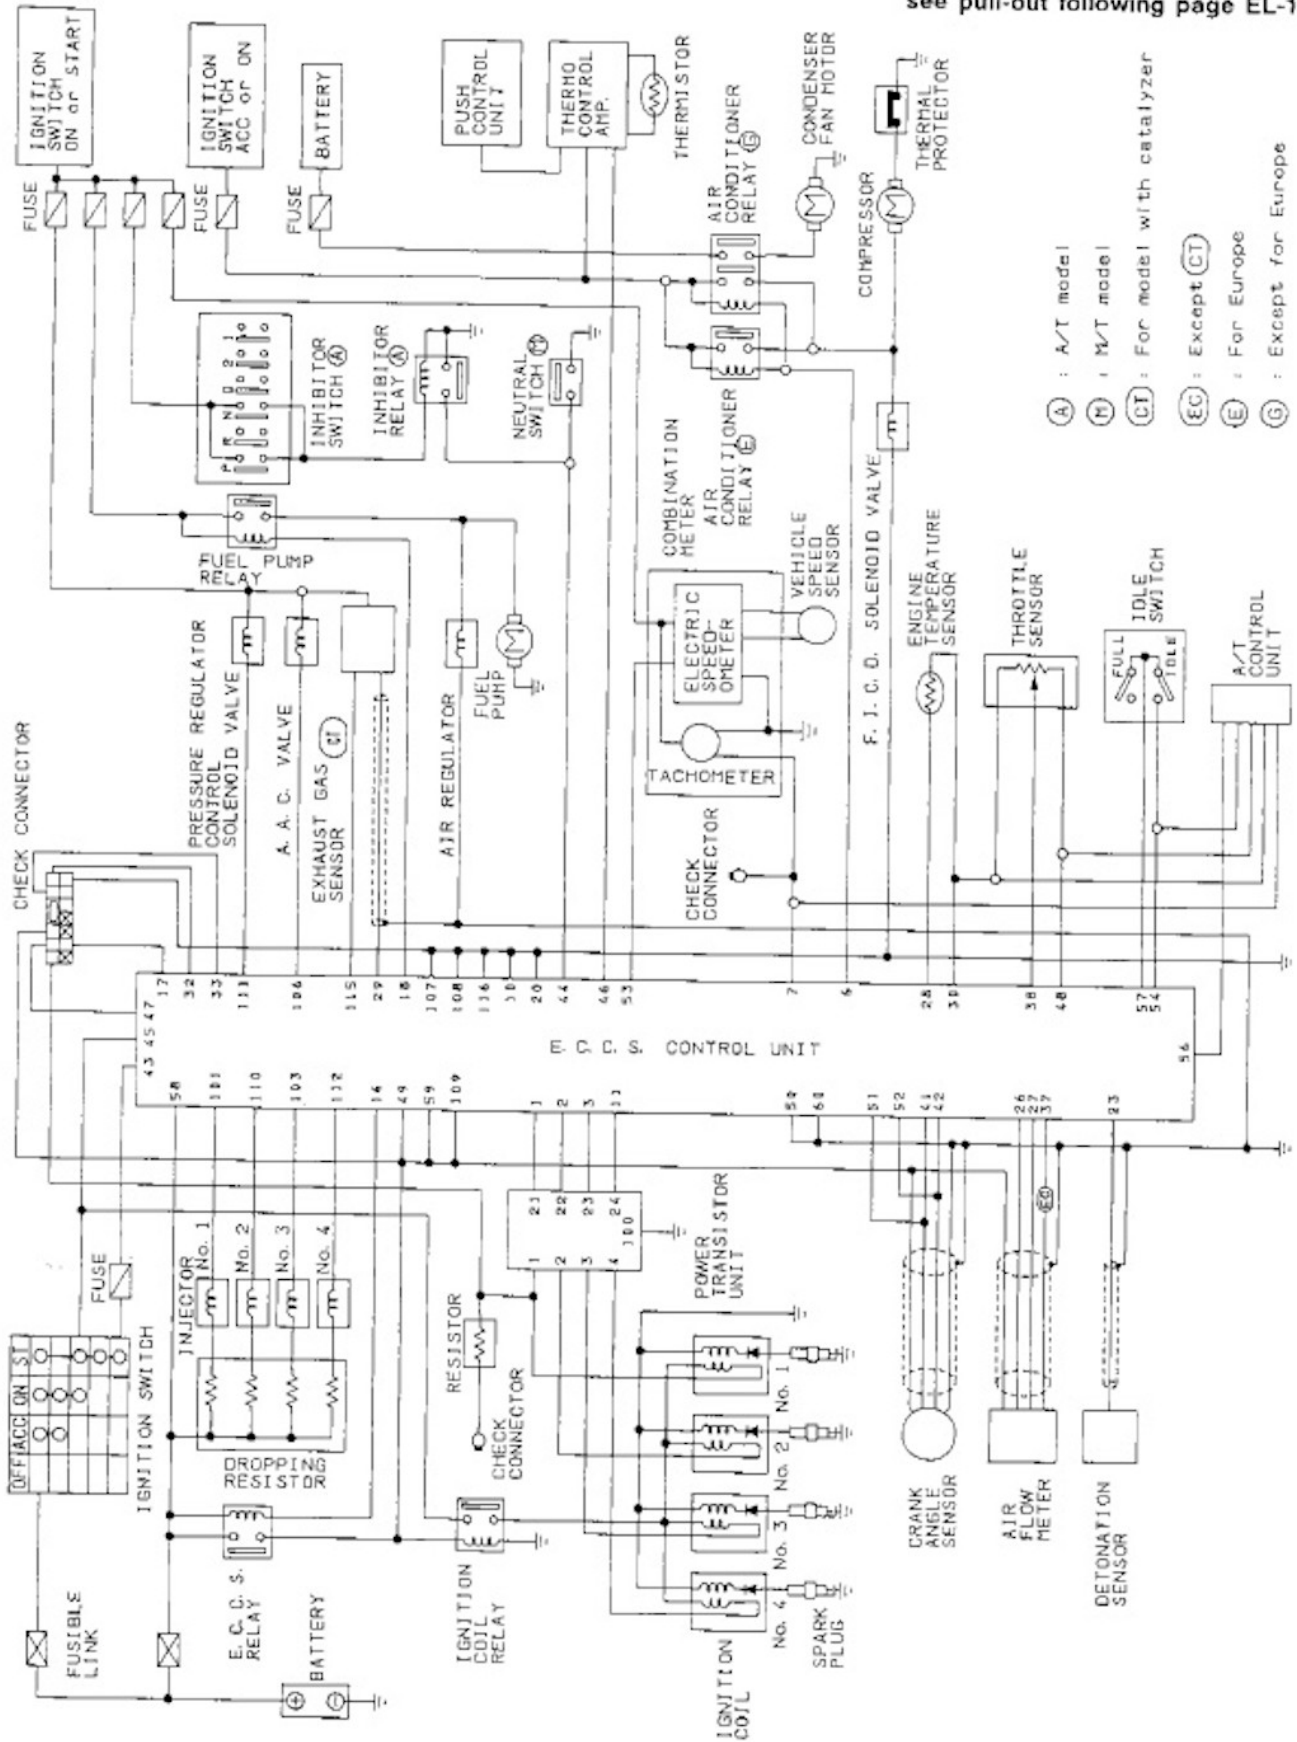 see pull-out following page EL-1
IGNITION
SWITCH
ON or START
IGNITION
SWITCH
ACC or ON
BATTERY
PUSH
CONTROL
UNIT
THERMO
CONTROL
AMP.
THERMISTOR
CONDENSER
FAN MOTOR
THERMAL
PROTECTOR
FUSE
FUSE
FUSE
AIR
CONDITIONER
RELAY G
M
M
COMPRESSOR
P R N D 2 1
INHIBITOR
SWITCH A
INHIBITOR
RELAY A
NEUTRAL
SWITCH M
AIR
CONDITIONER
RELAY E
A : A/T model
M : M/T model
CT : For model with catalyzer
EC : Except CT
E : For Europe
G : Except for Europe
FUEL PUMP
RELAY
COMBINATION
METER
ELECTRIC
SPEED-
OMETER
VEHICLE
SPEED
SENSOR
TACHOMETER
F. I. C. D. SOLENOID VALVE
ENGINE
TEMPERATURE
SENSOR
THROTTLE
SENSOR
IDLE
SWITCH
FULL
IDLE
A/T
CONTROL
UNIT
CHECK CONNECTOR
PRESSURE REGULATOR
CONTROL
SOLENOID VALVE
A. A. C. VALVE
EXHAUST GAS
SENSOR
CT
AIR REGULATOR
FUEL
PUMP
M
CHECK
CONNECTOR
43 45 47
17 32 33 111 106 115 29 18 107 108 116 10 20 44 46 53 7 6 28 30 38 48 57 54
E. C. C. S. CONTROL UNIT
56
58 101 110 103 112 16 49 59 109 1 2 3 11 50 60 51 52 41 42 26 27 37 23
EC
21 22 23 24
100
1 2 3 4
POWER
TRANSISTOR
UNIT
FUSE
INJECTOR
No. 1
No. 2
No. 3
No. 4
OFF ACC ON ST
IGNITION SWITCH
DROPPING
RESISTOR
RESISTOR
CHECK
CONNECTOR
FUSIBLE
LINK
E. C. C. S.
RELAY
BATTERY
IGNITION
COIL
RELAY
IGNITION
COIL
No. 1
No. 2
No. 3
No. 4
SPARK
PLUG
CRANK
ANGLE
SENSOR
AIR
FLOW
METER
DETONATION
SENSOR